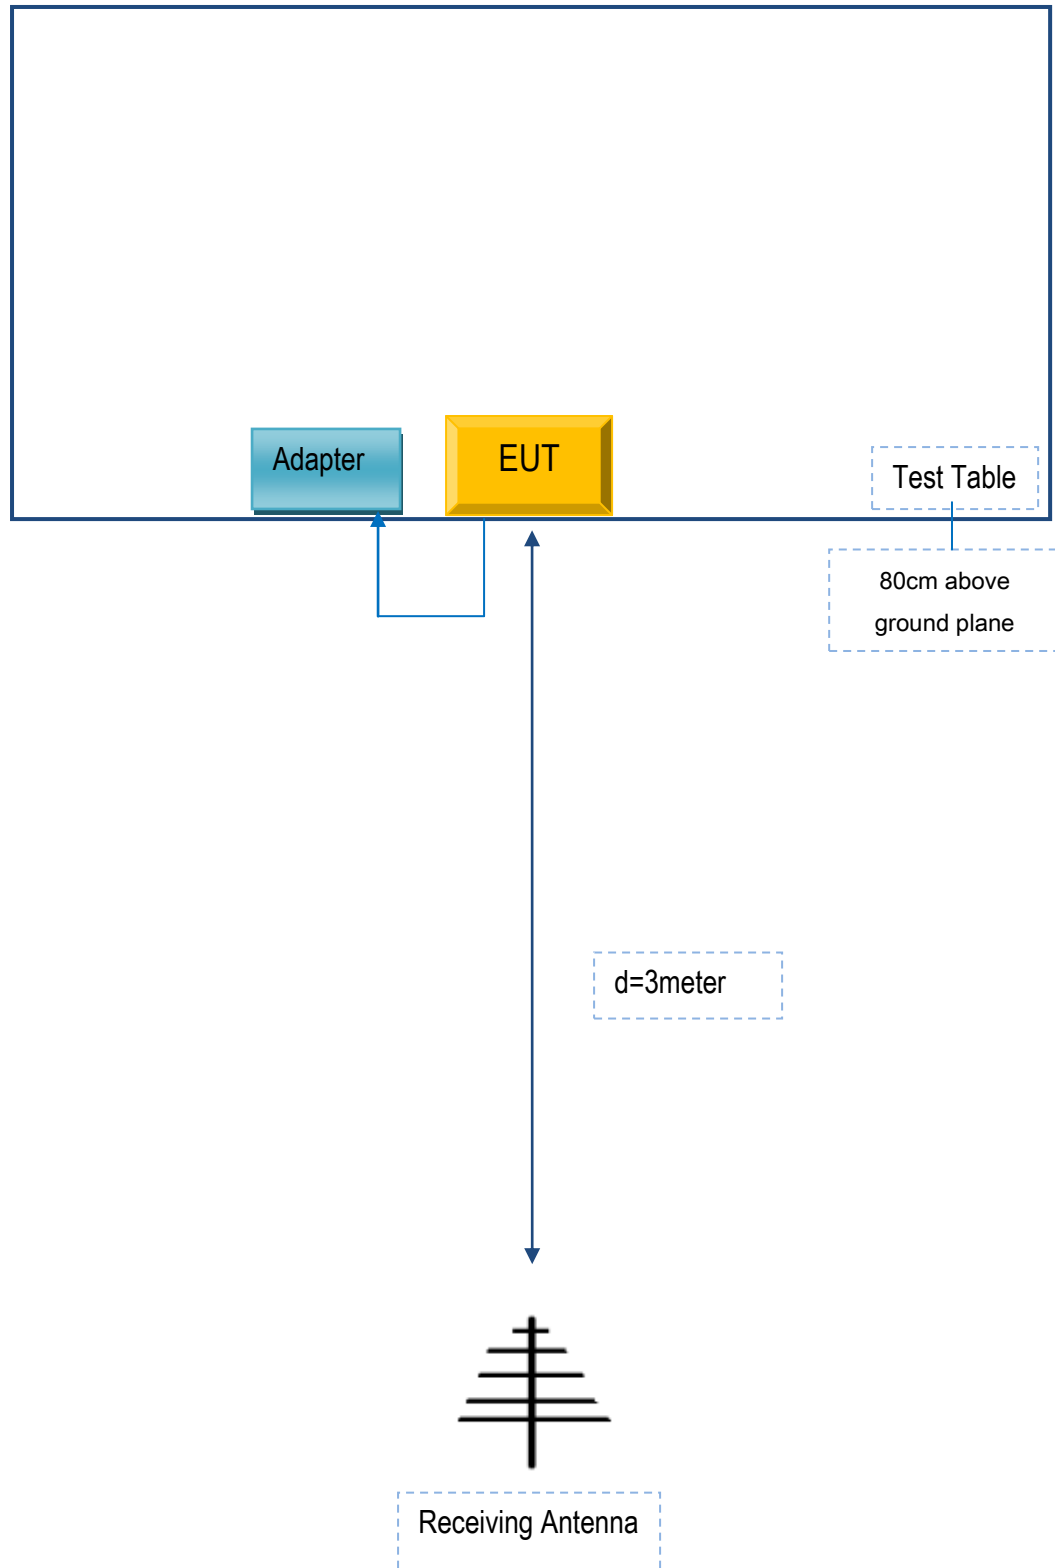 Adapter
EUT
Test Table
80cm above
ground plane
d=3meter
Receiving Antenna